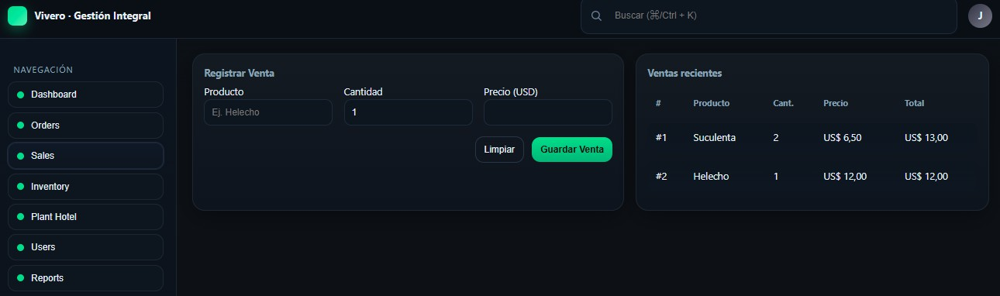 Vivero · Gestión Integral
Buscar (⌘/Ctrl + K)
J
NAVEGACIÓN
Dashboard
Orders
Sales
Inventory
Plant Hotel
Users
Reports
Registrar Venta
Producto Cantidad Precio (USD)
Ej. Helecho 1
Limpiar Guardar Venta
Ventas recientes
# Producto Cant. Precio Total
#1 Suculenta 2 US$ 6,50 US$ 13,00
#2 Helecho 1 US$ 12,00 US$ 12,00